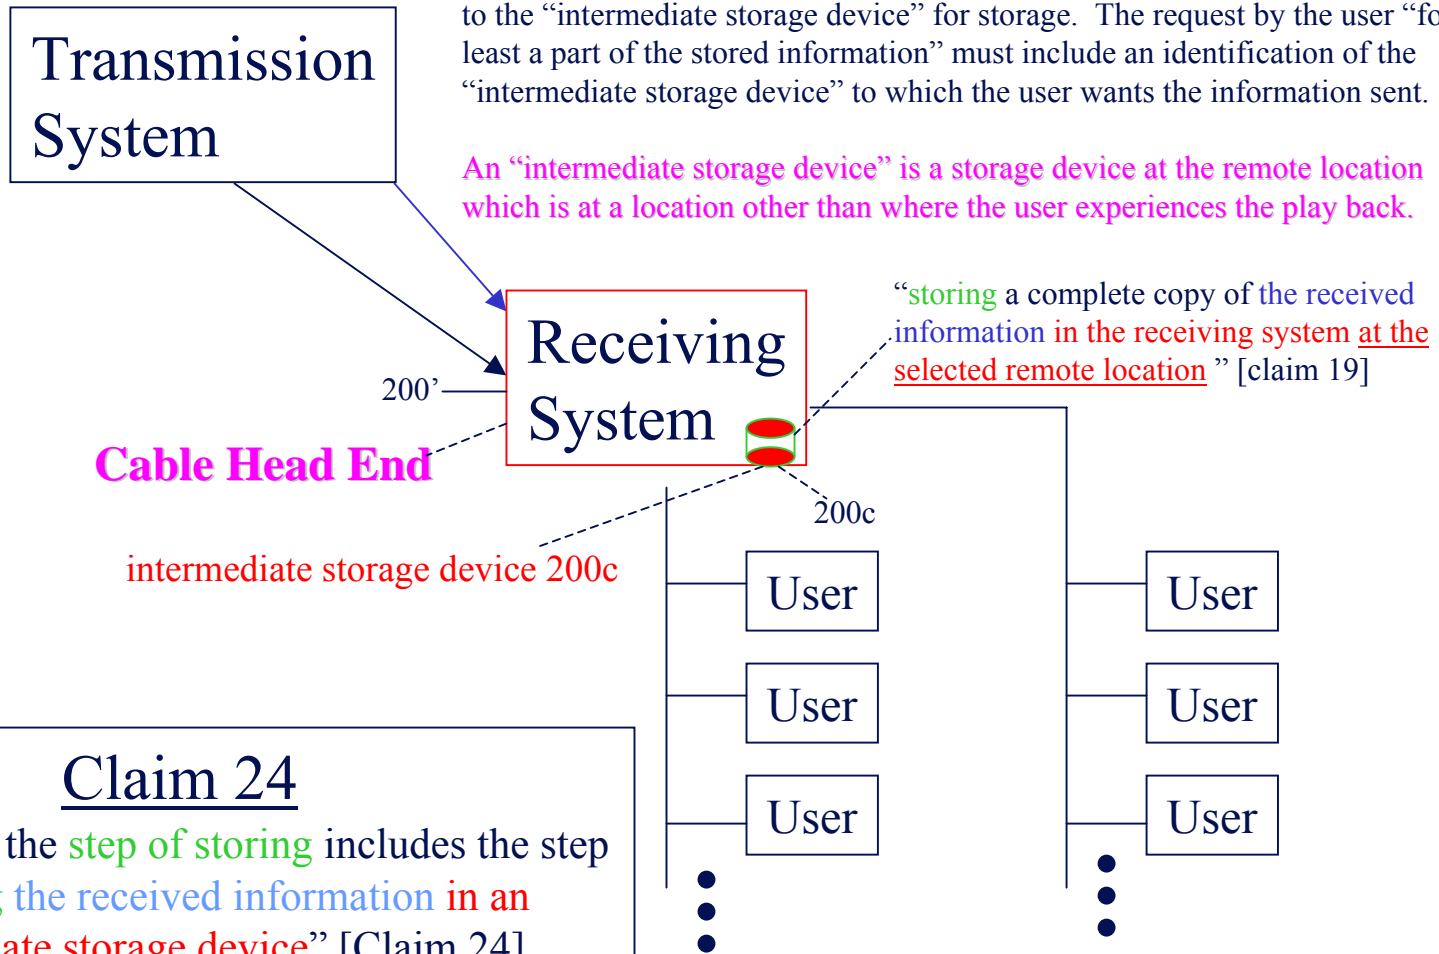 to the “intermediate storage device” for storage.  The request by the user
least a part of the stored information” must include an identification of the
“intermediate storage device” to which the user wants the information sent.
An “intermediate storage device” is a storage device at the remote location
which is at a location other than where the user experiences the play back.
Transmission
System
“storing a complete copy of the received
information in the receiving system at the
selected remote location ” [claim 19]
Receiving
System
200’
Cable Head End
200c
intermediate storage device 200c
User
User
User
User
User
User
Claim 24
the step of storing includes the step
the received information in an
storage device” [Claim 24]